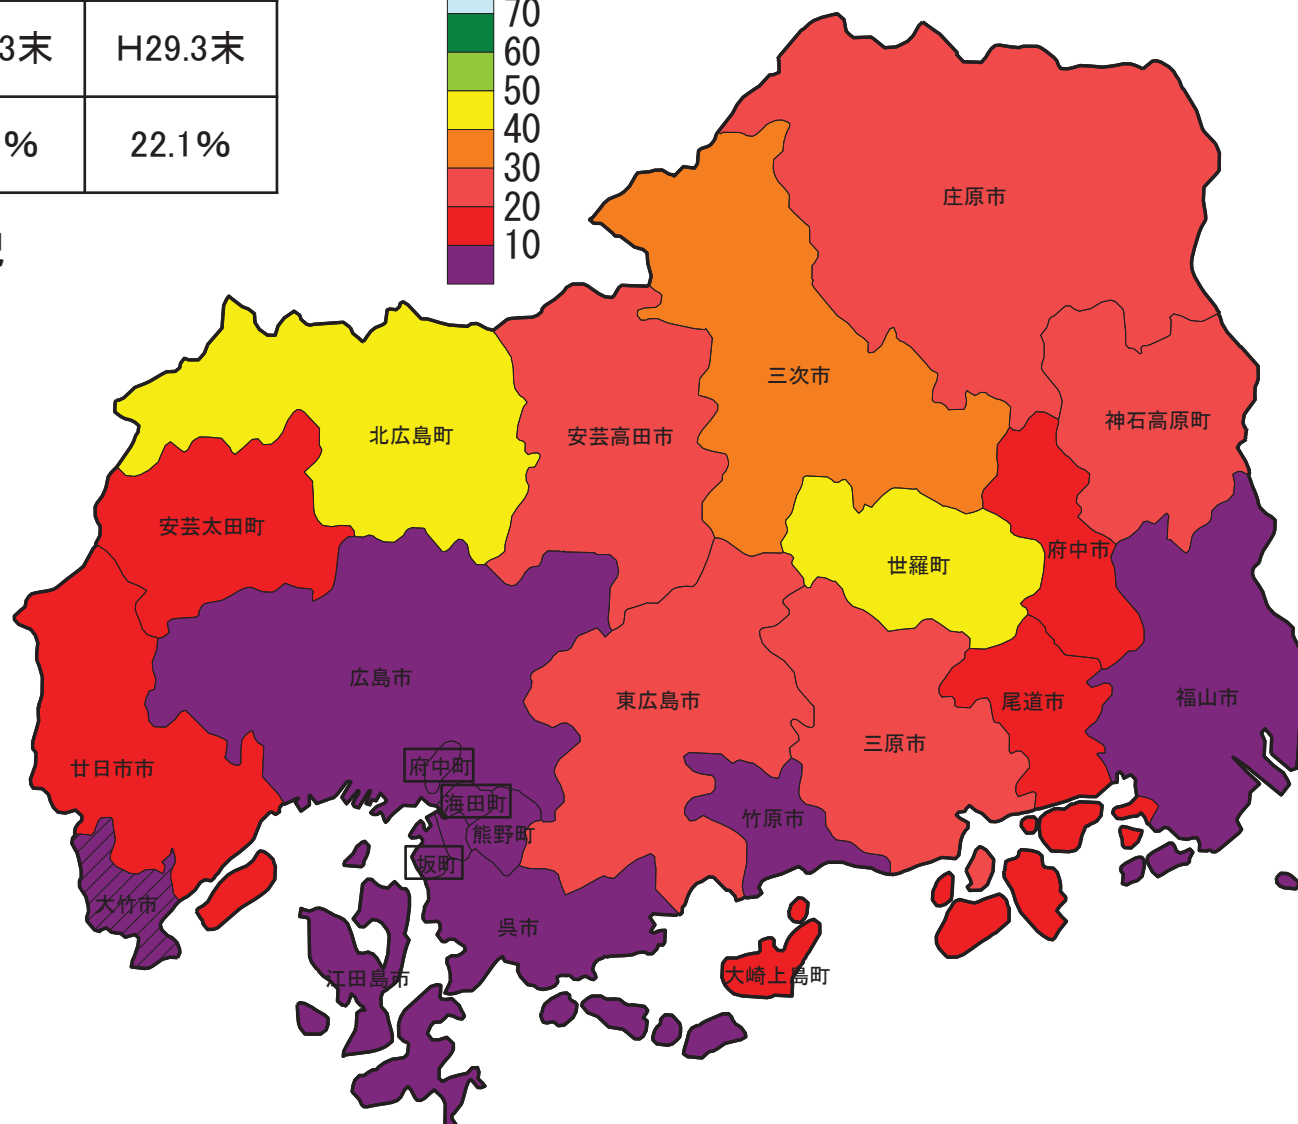 3末 H29.3末
% 22.1%
70
60
50
40
30
20
10
庄原市
三次市
神石高原町
北広島町
安芸高田市
安芸太田町
府中市
世羅町
広島市
東広島市
尾道市
福山市
三原市
廿日市市
府中町
海田町
竹原市
熊野町
坂町
大竹市
呉市
江田島市
大崎上島町